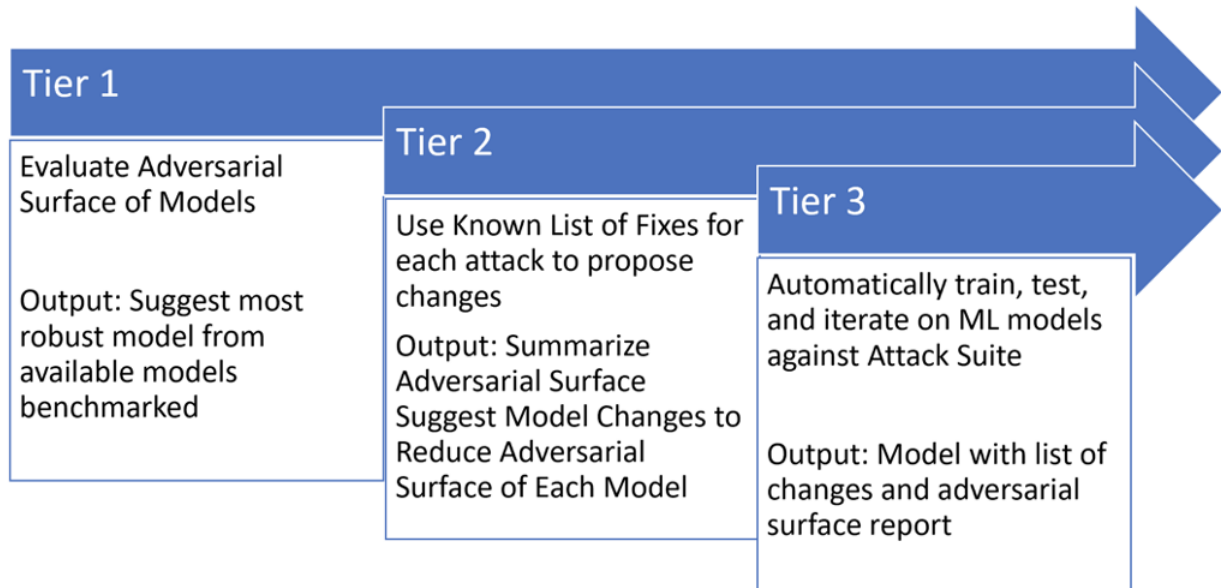 Tier 1
Evaluate Adversarial
Surface of Models
Output: Suggest most
robust model from
available models
benchmarked
Tier 2
Use Known List of Fixes for
each attack to propose
changes
Output: Summarize
Adversarial Surface
Suggest Model Changes to
Reduce Adversarial
Surface of Each Model
Tier 3
Automatically train, test,
and iterate on ML models
against Attack Suite
Output: Model with list of
changes and adversarial
surface report